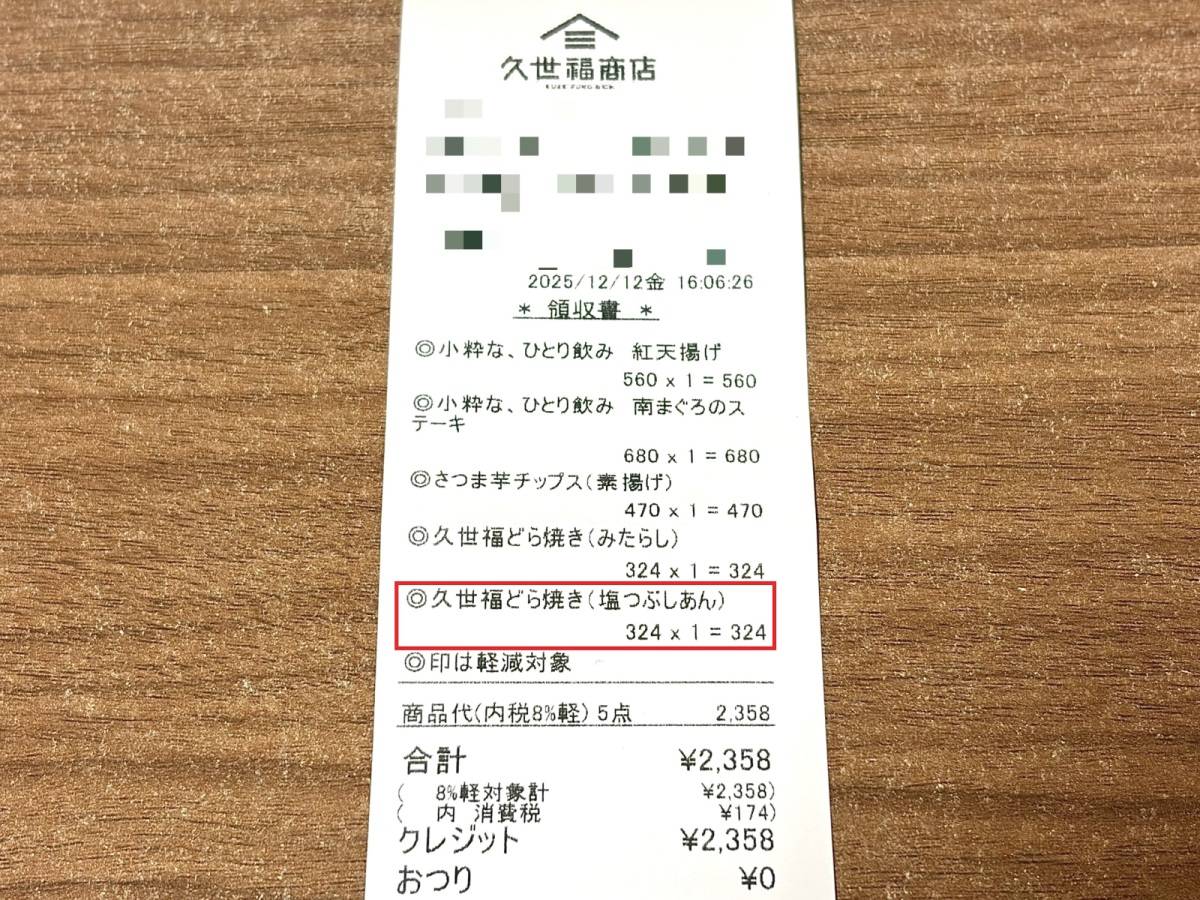 久世福商店
2025/12/12金 16:06:26
* 領収書 *
◎小粋な、ひとり飲み 紅天揚げ
560 x 1 = 560
◎小粋な、ひとり飲み 南まぐろのス
テーキ
680 x 1 = 680
◎さつま芋チップス(素揚げ)
470 x 1 = 470
◎久世福どら焼き(みたらし)
324 x 1 = 324
◎久世福どら焼き(塩つぶしあん)
324 x 1 = 324
◎印は軽減対象
商品代(内税8%軽) 5点 2,358
合計 ¥2,358
( 8%軽対象計 ¥2,358)
( 内 消費税 ¥174)
クレジット ¥2,358
おつり ¥0